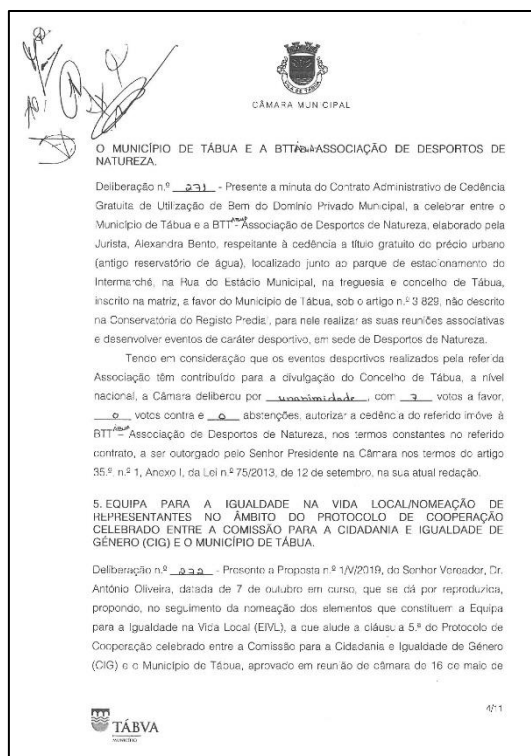 CÂMARA MUNICIPAL
O MUNICÍPIO DE TÁBUA E A BTT ASSOCIAÇÃO DE DESPORTOS DE
NATUREZA.
Deliberação n.º 271 - Presente a minuta do Contrato Administrativo de Cedência
Gratuita de Utilização de Bem do Domínio Privado Municipal, a celebrar entre o
Município de Tábua e a BTT - Associação de Desportos de Natureza, elaborado pela
Jurista, Alexandra Bento, respeitante à cedência a título gratuito do précio urbano
(antigo reservatório de água), localizado junto ao parque de estacionamento do
Intermarché, na Rua do Estádio Municipal, na freguesia e concelho de Tábua,
inscrito na matriz, a favor do Município de Tábua, sob o artigo n.º 3 829, não descrito
na Conservatória do Registo Predial, para nele realizar as suas reuniões associativas
e desenvolver eventos de caráter desportivo, em sede de Desportos de Natureza.
Tendo em consideração que os eventos desportivos realizados pela referida
Associação têm contribuído para a divulgação do Concelho de Tábua, a nível
nacional, a Câmara deliberou por unanimidade, com 7 votos a favor,
0 votos contra e 0 abstenções, autorizar a cedência do referido imóvel à
BTT - Associação de Desportos de Natureza, nos termos constantes no referido
contrato, a ser outorgado pelo Senhor Presidente na Câmara nos termos do artigo
35.º, n.º 1, Anexo I, da Lei n.º 75/2013, de 12 de setembro, na sua atual redação.
5. EQUIPA PARA A IGUALDADE NA VIDA LOCAL/NOMEAÇÃO DE
REPRESENTANTES NO ÂMBITO DO PROTOCOLO DE COOPERAÇÃO
CELEBRADO ENTRE A COMISSÃO PARA A CIDADANIA E IGUALDADE DE
GÉNERO (CIG) E O MUNICÍPIO DE TÁBUA.
Deliberação n.º 272 - Presente a Proposta n.º 1/V/2019, do Senhor Vereador, Dr.
António Oliveira, datada de 7 de outubro em curso, que se dá por reproduzica,
propondo, no seguimento da nomeação dos elementos que constituem a Equipa
para a Igualdade na Vida Local (EIVL), a que alude a cláusula 5.ª do Protocolo de
Cooperação celebrado entre a Comissão para a Cidadania e Igualdade de Género
(CIG) e o Município de Tábua, aprovado em reunião de câmara de 16 de maio de
4/11
TÁBVA
MUNICÍPIO